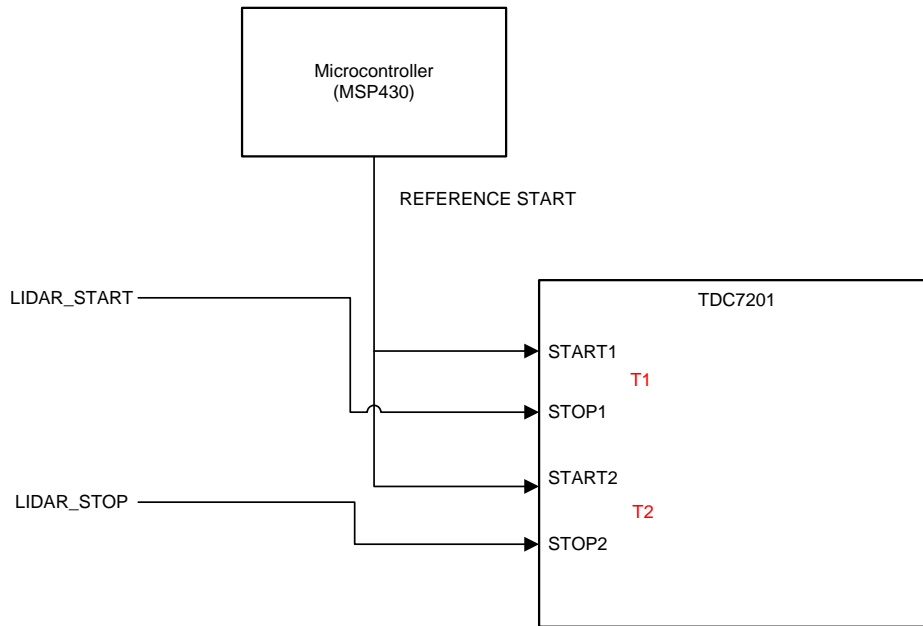 Microcontroller
(MSP430)
REFERENCE START
LIDAR_START
TDC7201
START1
T1
STOP1
START2
LIDAR_STOP
T2
STOP2